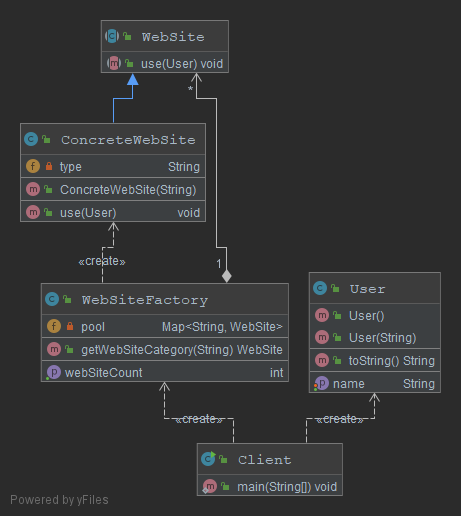 WebSite
use(User) void
*
ConcreteWebSite
type String
ConcreteWebSite(String)
use(User) void
«create»
1
WebSiteFactory
pool Map<String, WebSite>
getWebSiteCategory(String) WebSite
webSiteCount int
User
User()
User(String)
toString() String
name String
«create»
«create»
Client
main(String[]) void
Powered by yFiles